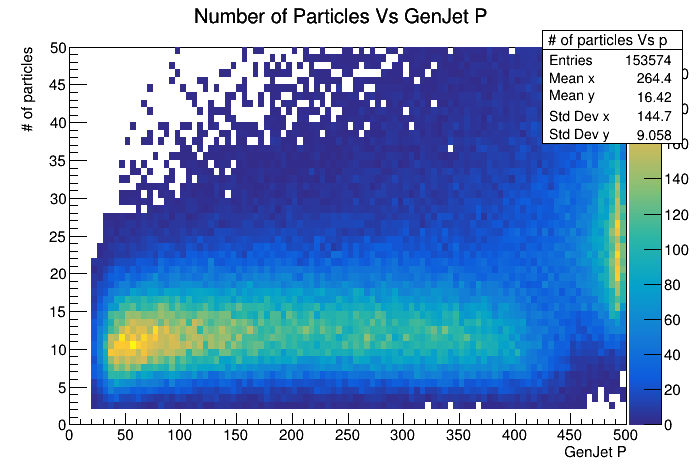 Number of Particles Vs GenJet P
# of particles Vs p
Entries 153574
Mean x 264.4
Mean y 16.42
Std Dev x 144.7
Std Dev y 9.058
# of particles
50
45
40
35
30
25
20
15
10
5
0
0 50 100 150 200 250 300 350 400 450 500
GenJet P
160
140
120
100
80
60
40
20
0